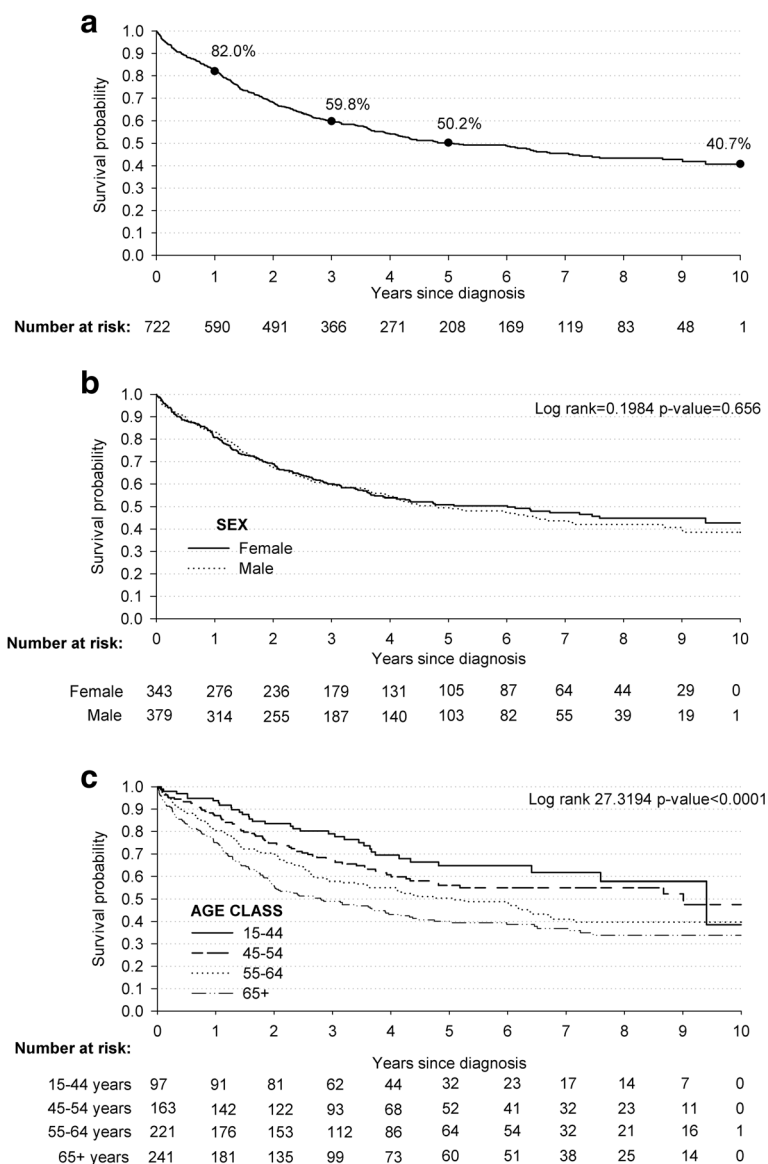 a
1.0
0.9
0.8
0.7
0.6
0.5
0.4
0.3
0.2
0.1
0.0
Survival probability
82.0%
59.8%
50.2%
40.7%
0 1 2 3 4 5 6 7 8 9 10
Years since diagnosis
Number at risk: 722 590 491 366 271 208 169 119 83 48 1
b
1.0
0.9
0.8
0.7
0.6
0.5
0.4
0.3
0.2
0.1
0.0
Survival probability
Log rank=0.1984 p-value=0.656
SEX
Female
Male
0 1 2 3 4 5 6 7 8 9 10
Number at risk:
Years since diagnosis
Female 343 276 236 179 131 105 87 64 44 29 0
Male 379 314 255 187 140 103 82 55 39 19 1
c
1.0
0.9
0.8
0.7
0.6
0.5
0.4
0.3
0.2
0.1
0.0
Survival probability
Log rank 27.3194 p-value<0.0001
AGE CLASS
15-44
45-54
55-64
65+
0 1 2 3 4 5 6 7 8 9 10
Number at risk:
Years since diagnosis
15-44 years 97 91 81 62 44 32 23 17 14 7 0
45-54 years 163 142 122 93 68 52 41 32 23 11 0
55-64 years 221 176 153 112 86 64 54 32 21 16 1
65+ years 241 181 135 99 73 60 51 38 25 14 0